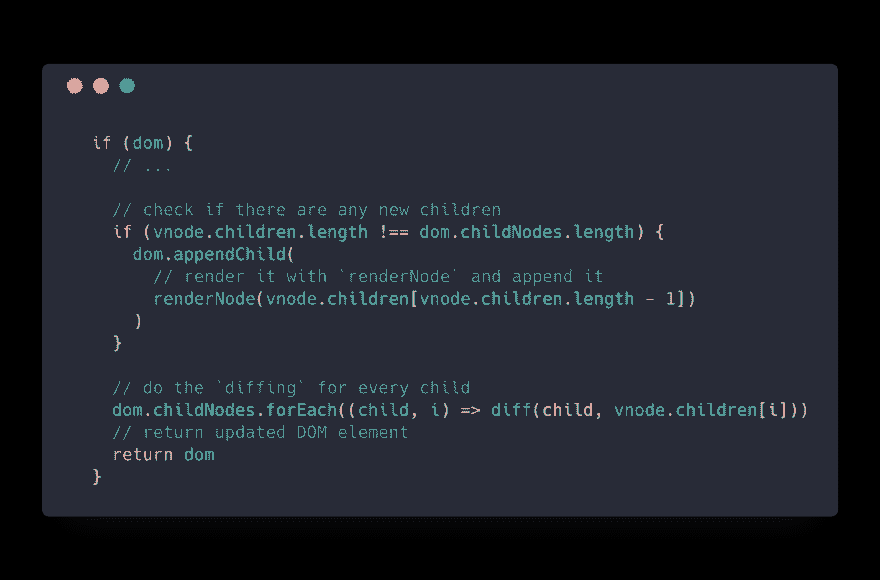 if (dom) {
  // ...
  // check if there are any new children
  if (vnode.children.length !== dom.childNodes.length) {
    dom.appendChild(
      // render it with `renderNode` and append it
      renderNode(vnode.children[vnode.children.length - 1])
    )
  }
  // do the `diffing` for every child
  dom.childNodes.forEach((child, i) => diff(child, vnode.children[i]))
  // return updated DOM element
  return dom
}